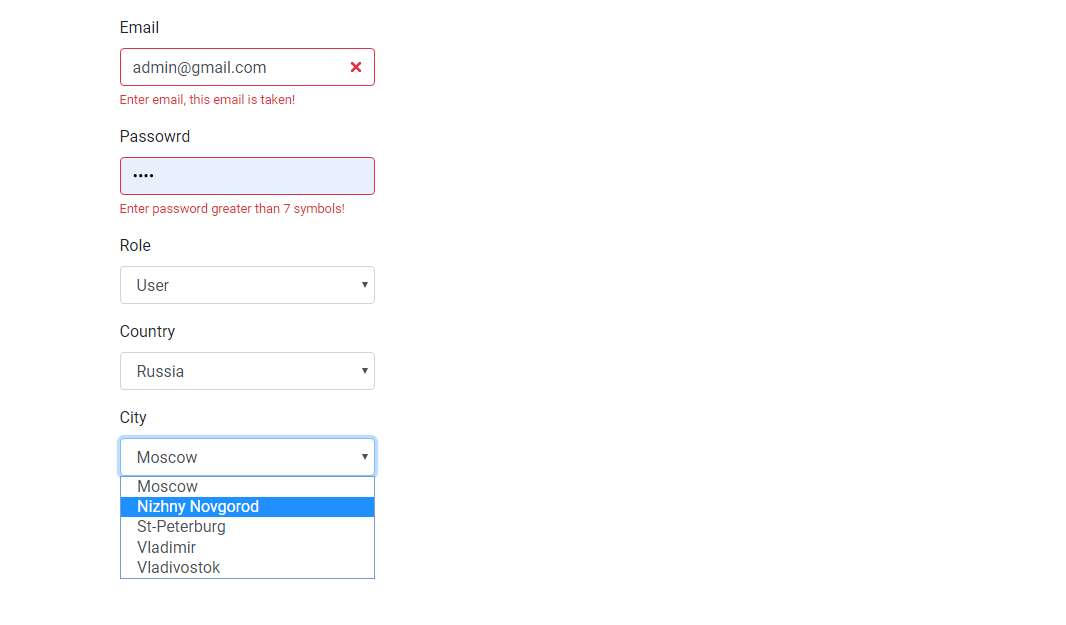 Email
admin@gmail.com
Enter email, this email is taken!
Passowrd
••••
Enter password greater than 7 symbols!
Role
User
Country
Russia
City
Moscow
Moscow
Nizhny Novgorod
St-Peterburg
Vladimir
Vladivostok